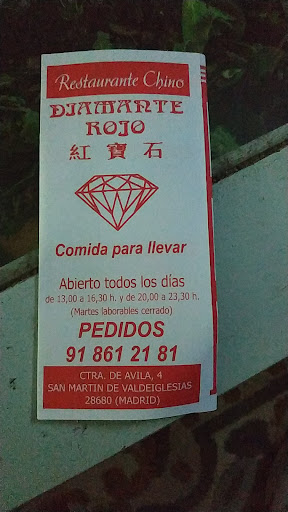 Restaurante Chino
DIAMANTE
ROJO
紅寶石
Comida para llevar
Abierto todos los días
de 13,00 a 16,30 h. y de 20,00 a 23,30 h.
(Martes laborables cerrado)
PEDIDOS
91 861 21 81
CTRA. DE AVILA, 4
SAN MARTIN DE VALDEIGLESIAS
28680 (MADRID)